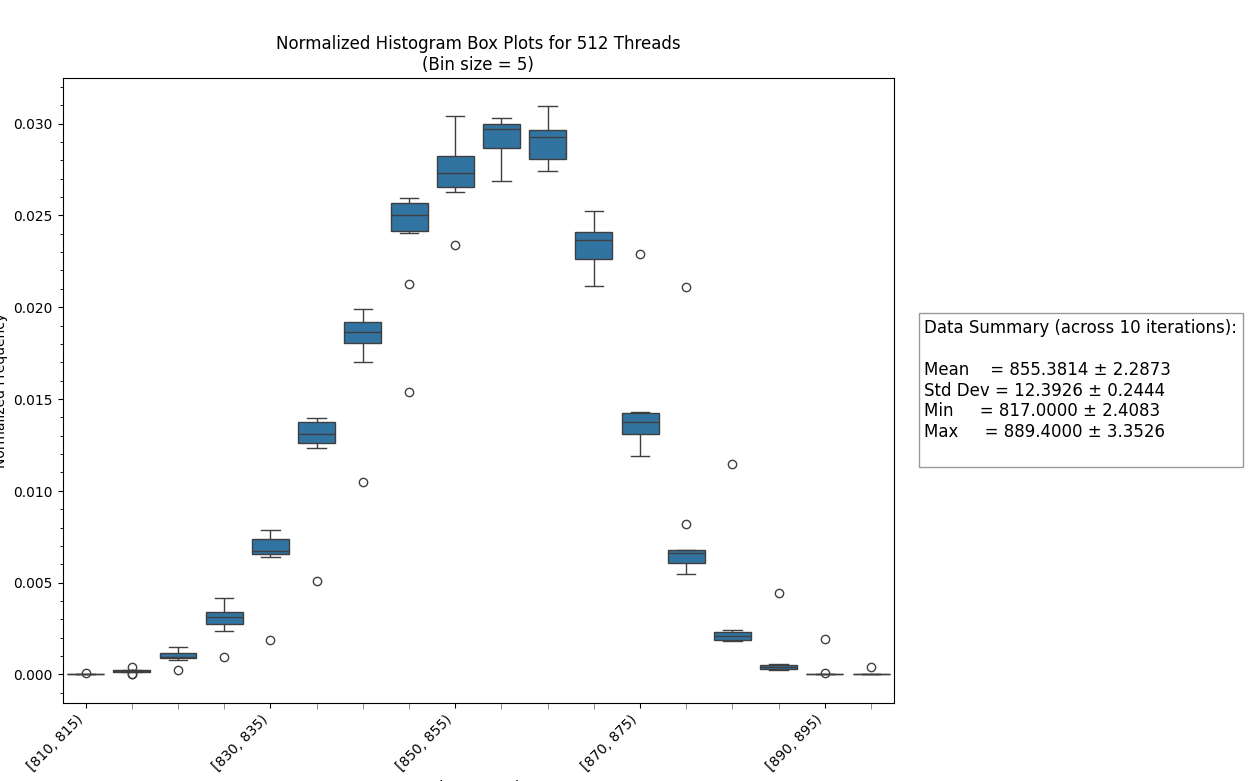 Normalized Histogram Box Plots for 512 Threads
(Bin size = 5)
Normalized Frequency
0.030
0.025
0.020
0.015
0.010
0.005
0.000
[810, 815)
[830, 835)
[850, 855)
[870, 875)
[890, 895)
Data Summary (across 10 iterations):
Mean = 855.3814 ± 2.2873
Std Dev = 12.3926 ± 0.2444
Min = 817.0000 ± 2.4083
Max = 889.4000 ± 3.3526